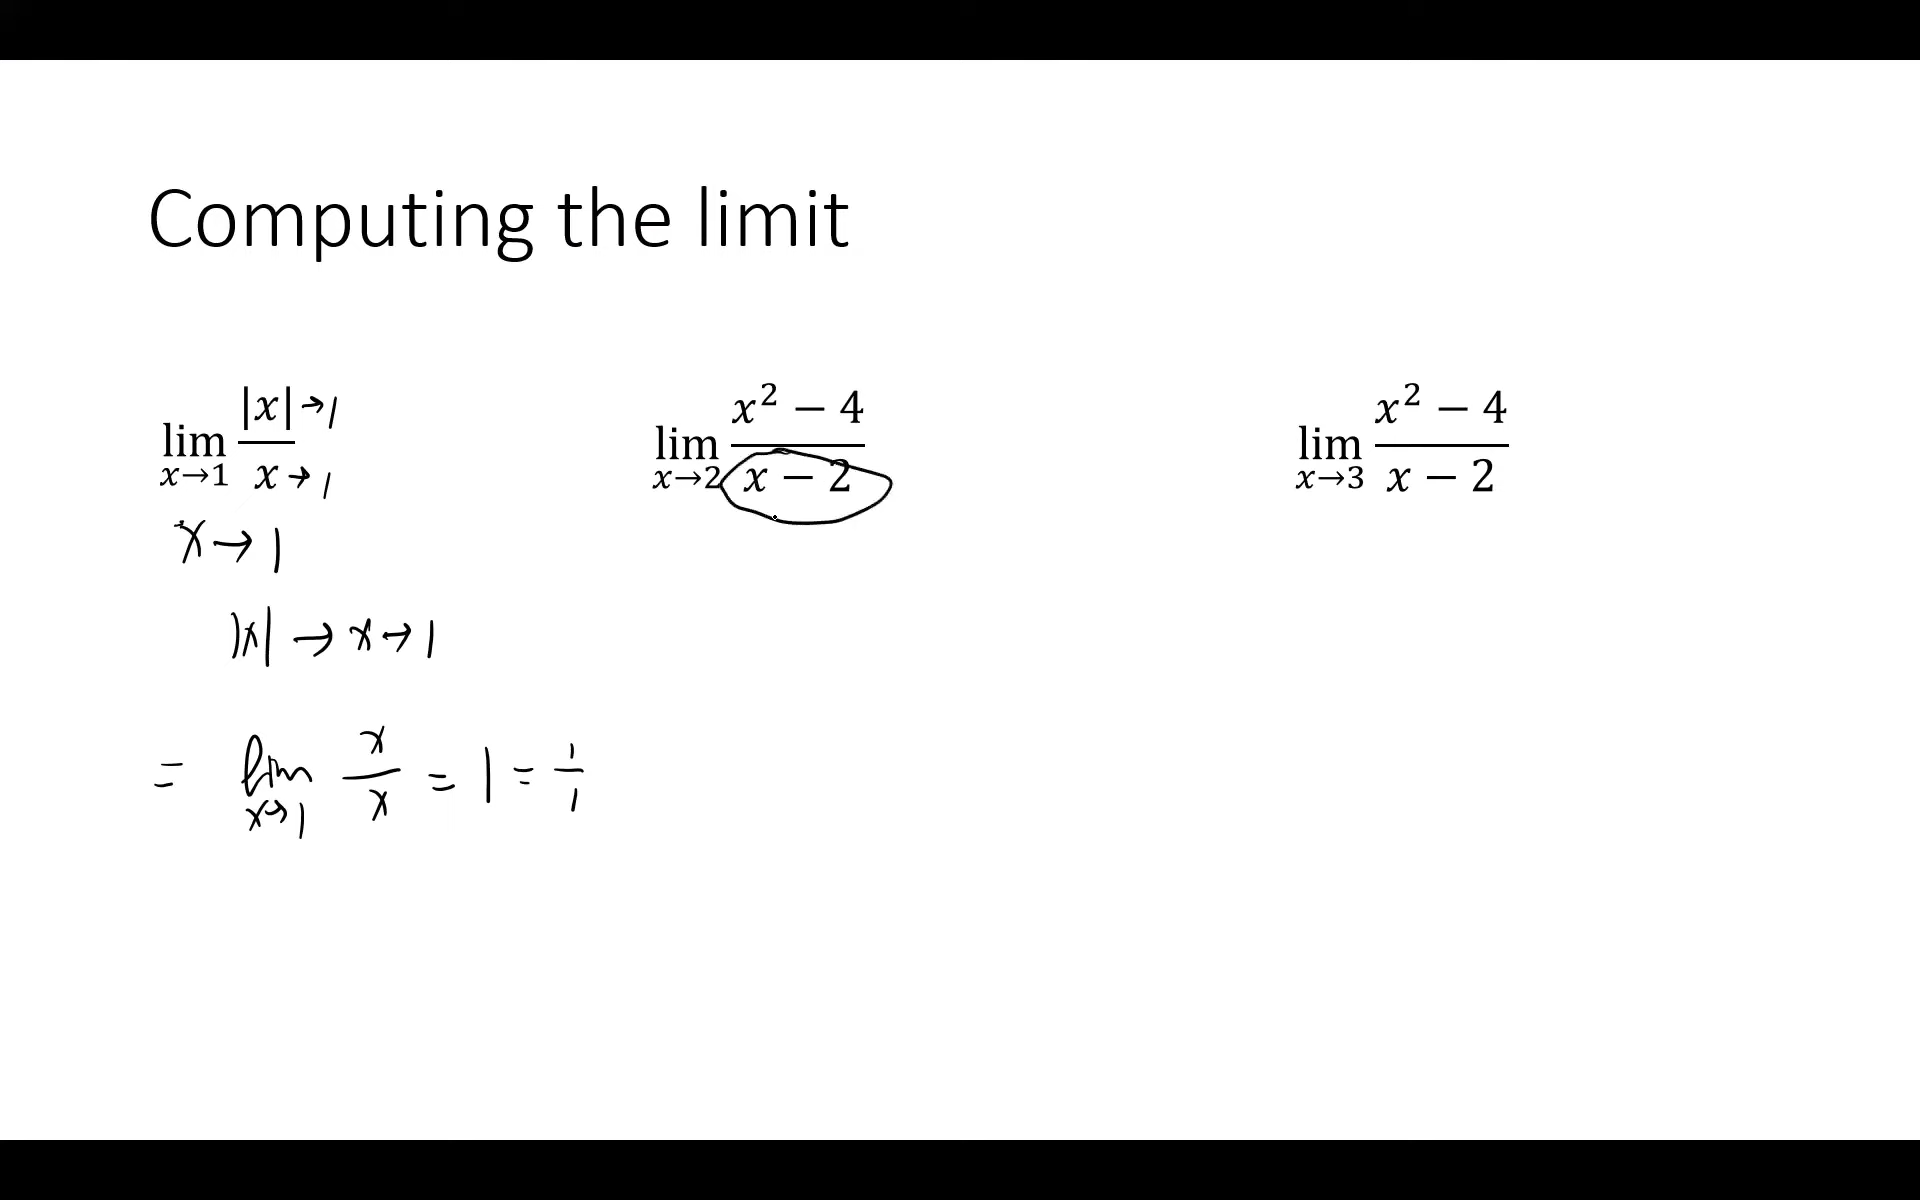 Computing the limit
lim x→1 |x| → 1 / x → 1
lim x→2 x² − 4 / x − 2
lim x→3 x² − 4 / x − 2
x → 1
|x| → x → 1
= lim x→1 x / x = 1 = 1 / 1